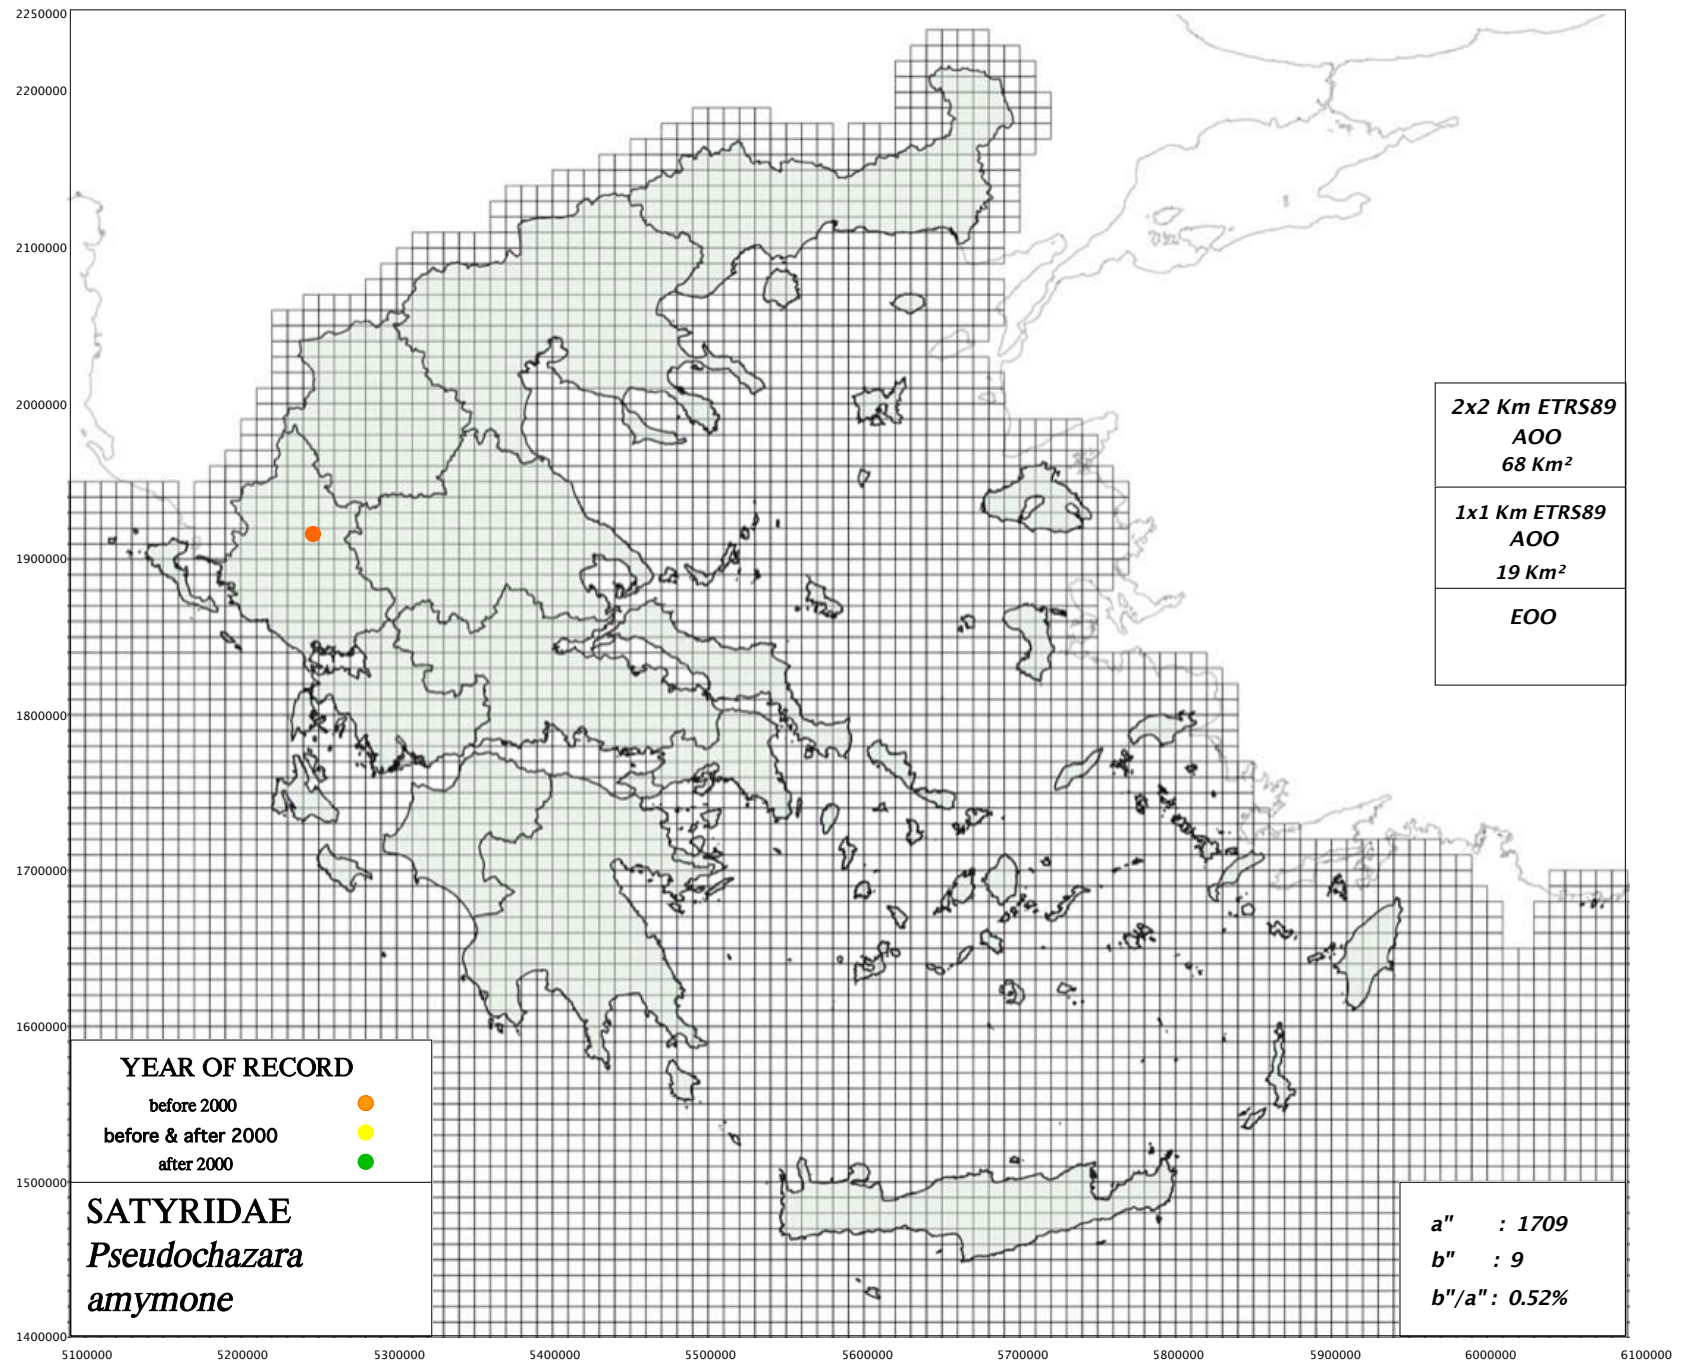 2250000
2200000
2100000
2000000
1900000
1800000
1700000
1600000
1500000
1400000
2x2 Km ETRS89
AOO
68 Km²
1x1 Km ETRS89
AOO
19 Km²
EOO
YEAR OF RECORD
before 2000
before & after 2000
after 2000
SATYRIDAE
Pseudochazara
amymone
a" : 1709
b" : 9
b"/a" : 0.52%
5100000 5200000 5300000 5400000 5500000 5600000 5700000 5800000 5900000 6000000 6100000